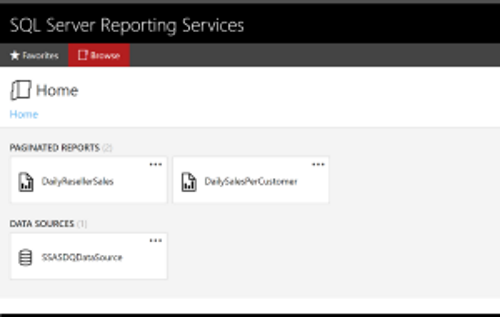 SQL Server Reporting Services
Favorites Browse
Home
Home
PAGINATED REPORTS (2)
DailyResellerSales DailySalesPerCustomer
DATA SOURCES (1)
SSASDQDataSource